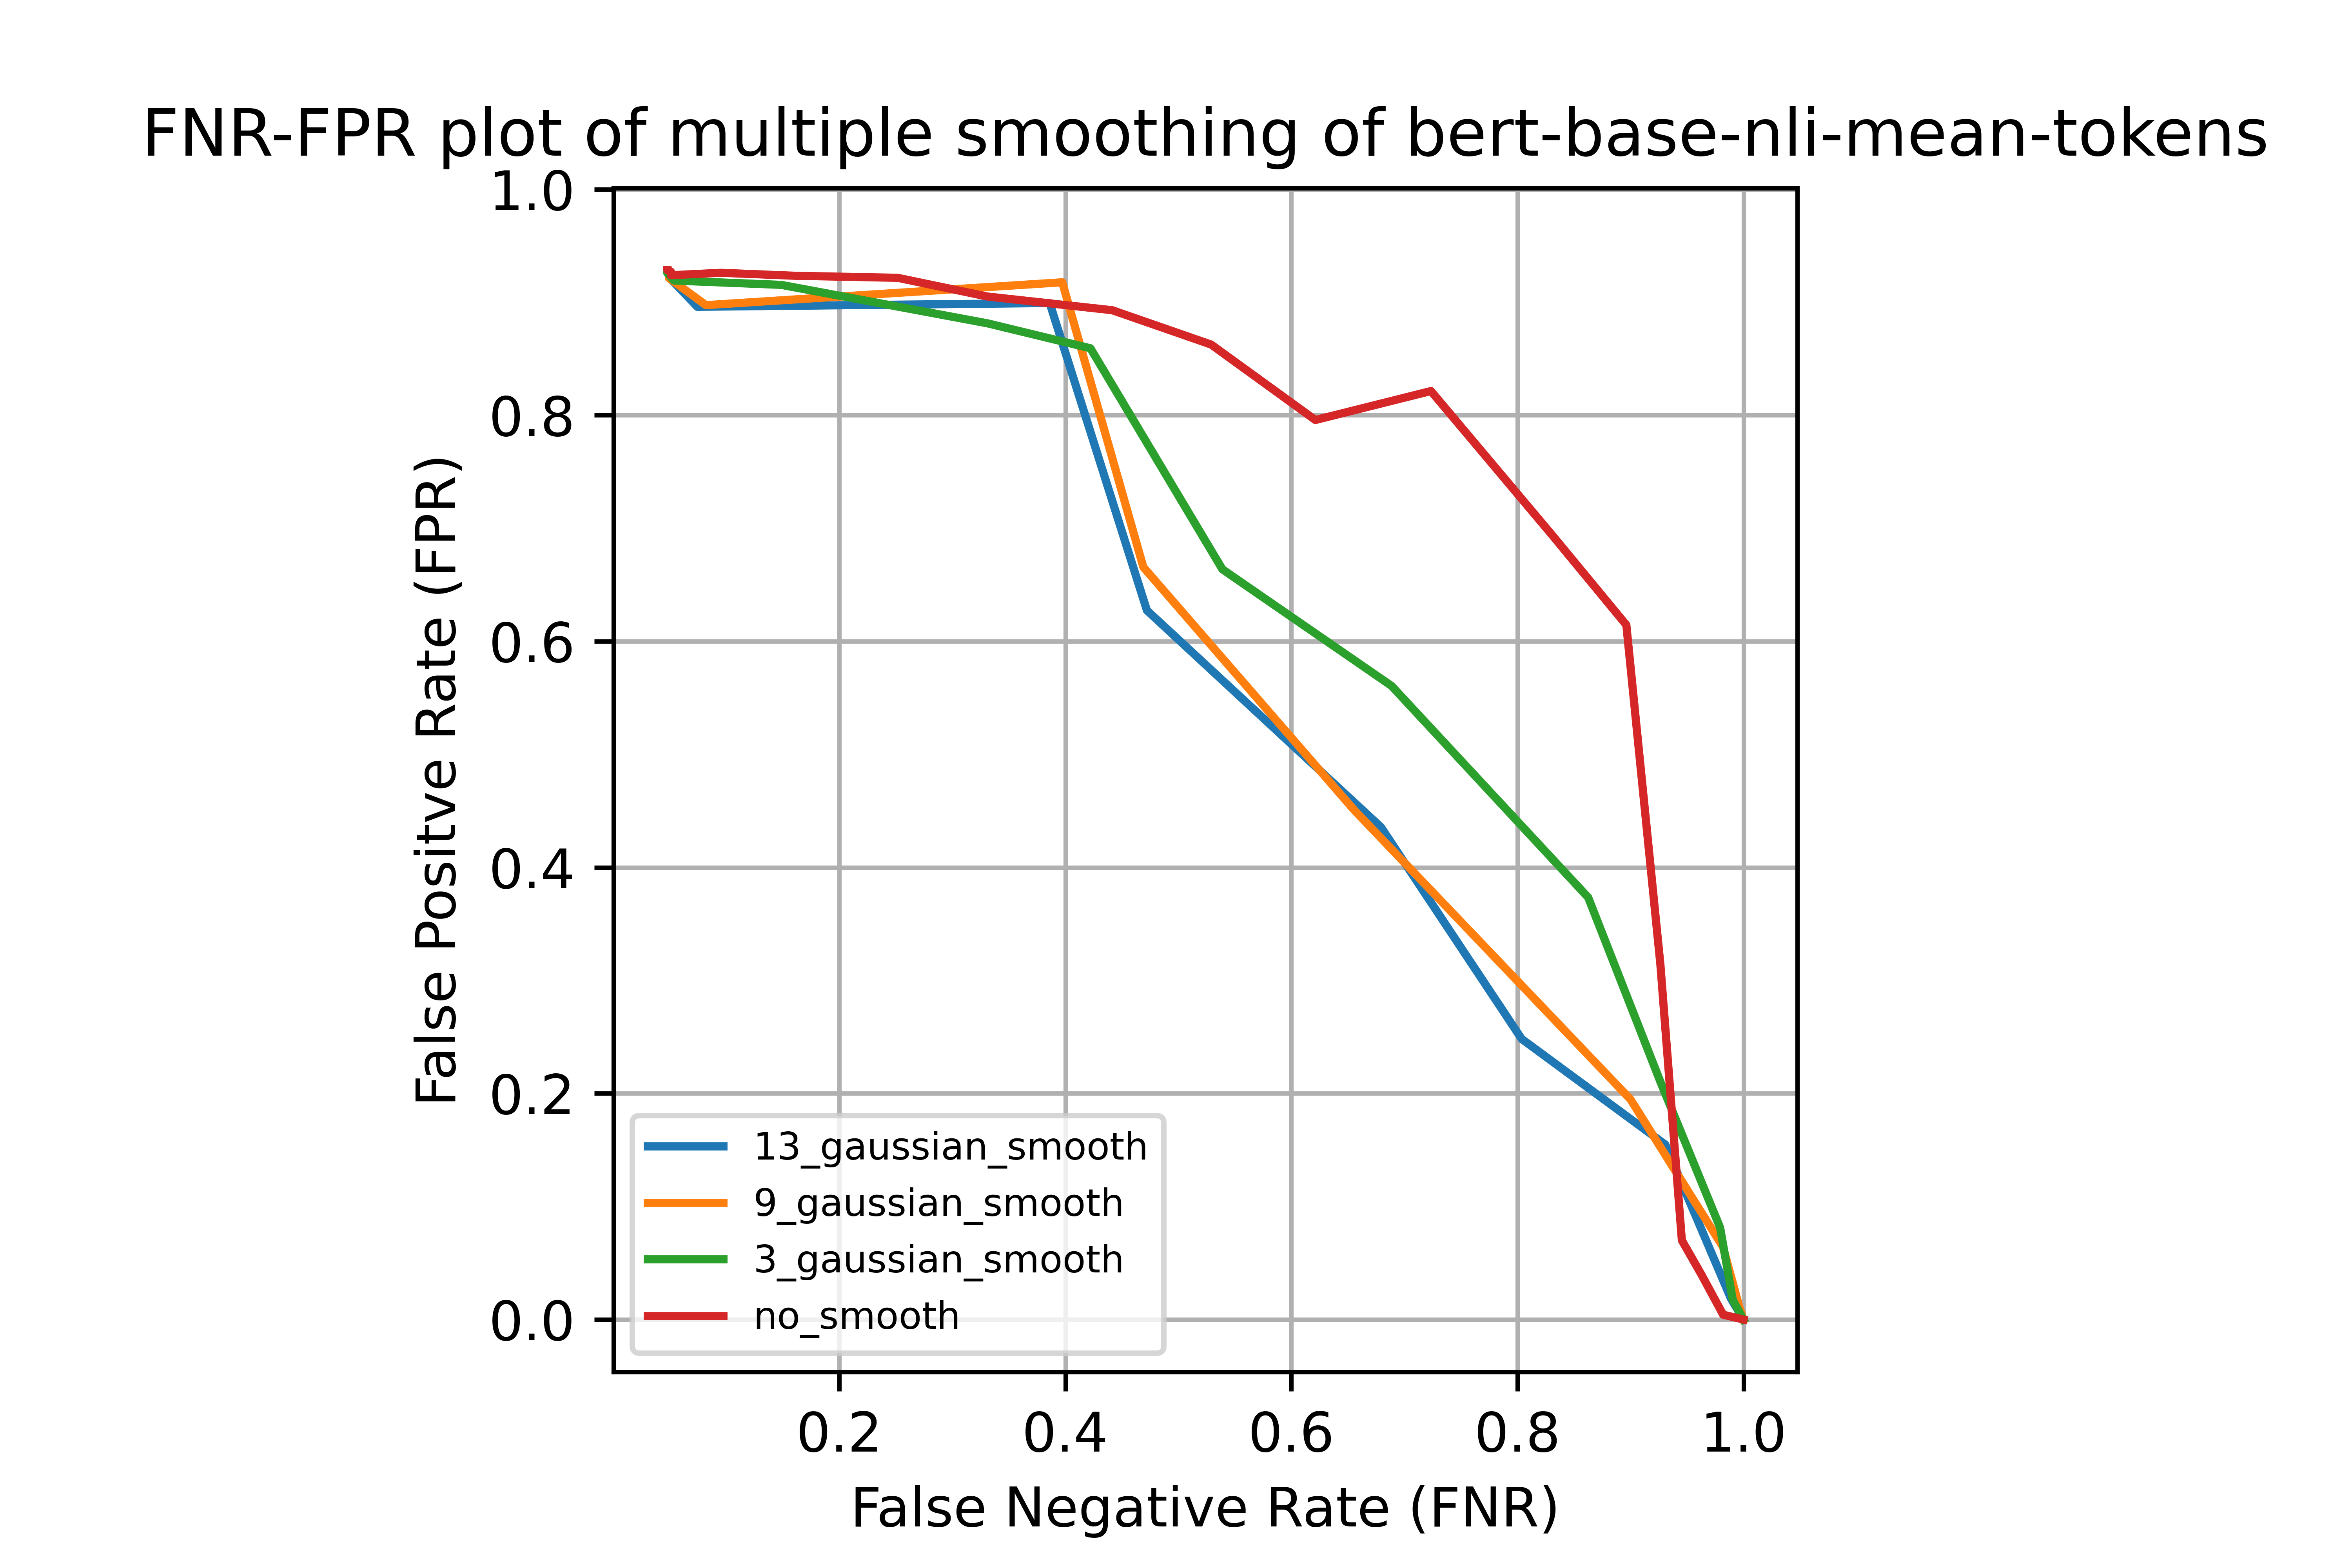 FNR-FPR plot of multiple smoothing of bert-base-nli-mean-tokens
1.0
0.8
0.6
0.4
0.2
0.0
False Positve Rate (FPR)
13_gaussian_smooth
9_gaussian_smooth
3_gaussian_smooth
no_smooth
0.2 0.4 0.6 0.8 1.0
False Negative Rate (FNR)